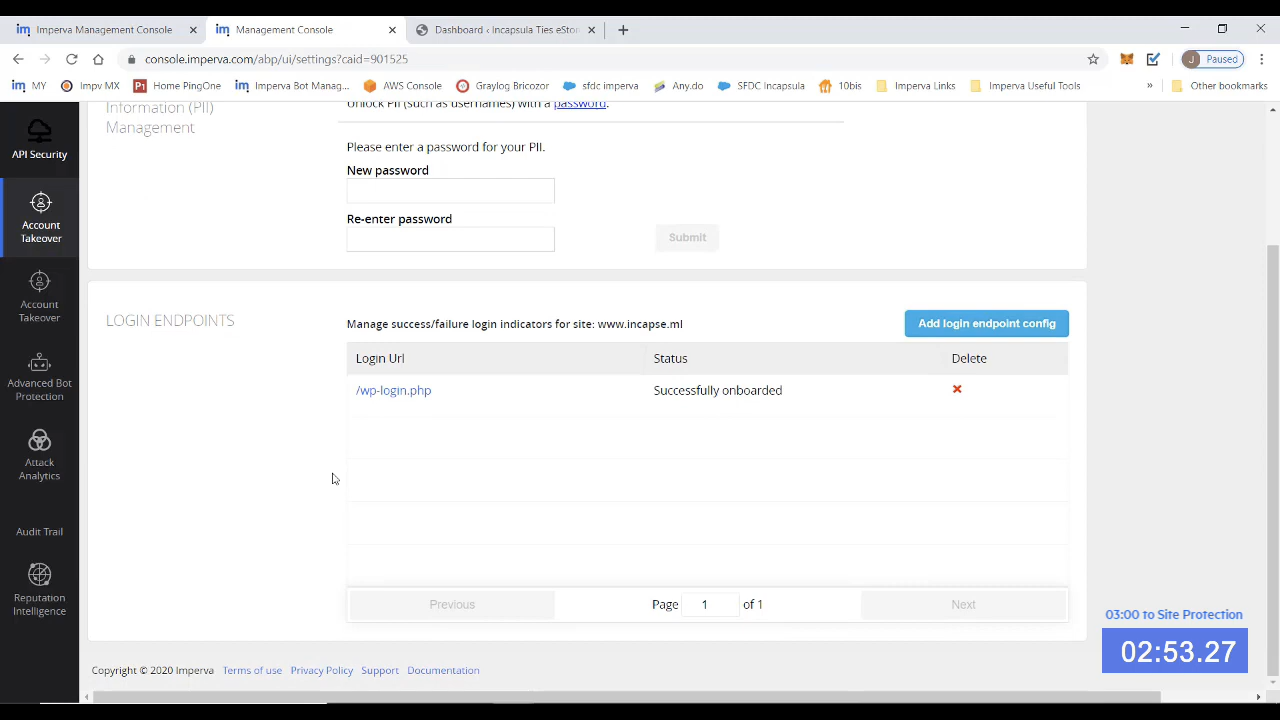 Imperva Management Console
Management Console
Dashboard ‹ Incapsula Ties eSto
console.imperva.com/abp/ui/settings?caid=901525
J Paused
MY
Impv MX
Home PingOne
Imperva Bot Manag...
AWS Console
Graylog Bricozor
sfdc imperva
Any.do
SFDC Incapsula
10bis
Imperva Links
Imperva Useful Tools
»
Other bookmarks
API Security
Account
Takeover
Account
Takeover
Advanced Bot
Protection
Attack
Analytics
Audit Trail
Reputation
Intelligence
Information (PII)
Management
Unlock PII (such as usernames) with a password.
Please enter a password for your PII.
New password
Re-enter password
Submit
LOGIN ENDPOINTS
Manage success/failure login indicators for site: www.incapse.ml
Add login endpoint config
Login Url Status Delete
/wp-login.php Successfully onboarded
Previous Page 1 of 1 Next
03:00 to Site Protection
02:53.27
Copyright © 2020 Imperva Terms of use Privacy Policy Support Documentation